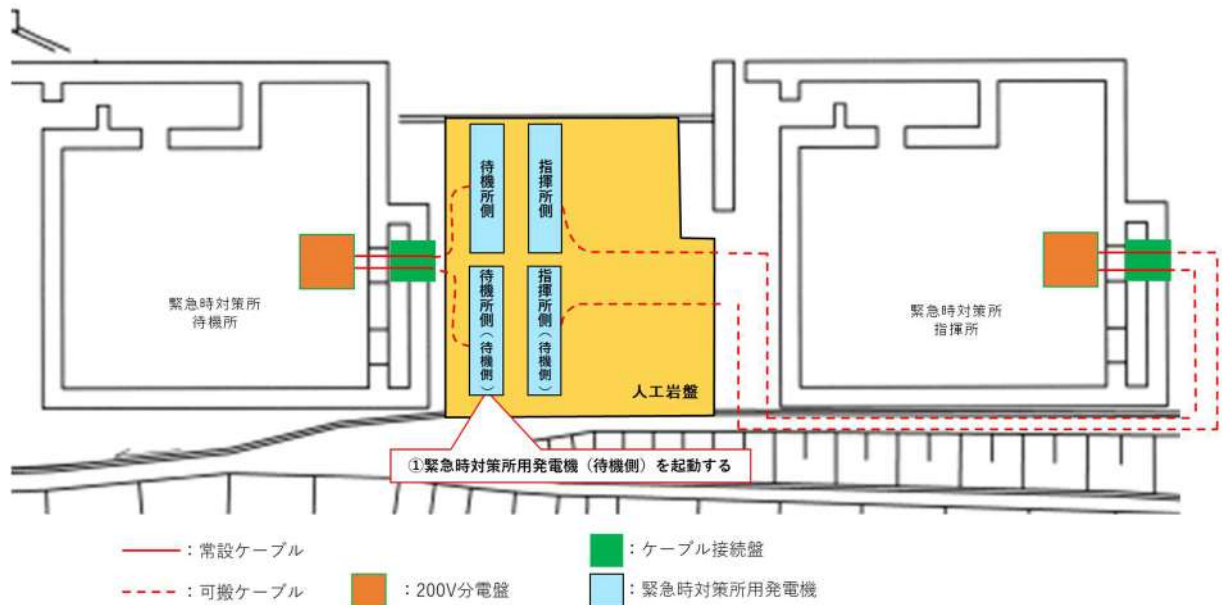 待機所側
指揮所側
待機所側（待機側）
指揮所側（待機側）
緊急時対策所
待機所
緊急時対策所
指揮所
人工岩盤
①緊急時対策所用発電機（待機側）を起動する
：常設ケーブル
：ケーブル接続盤
：可搬ケーブル
：200V分電盤
：緊急時対策所用発電機